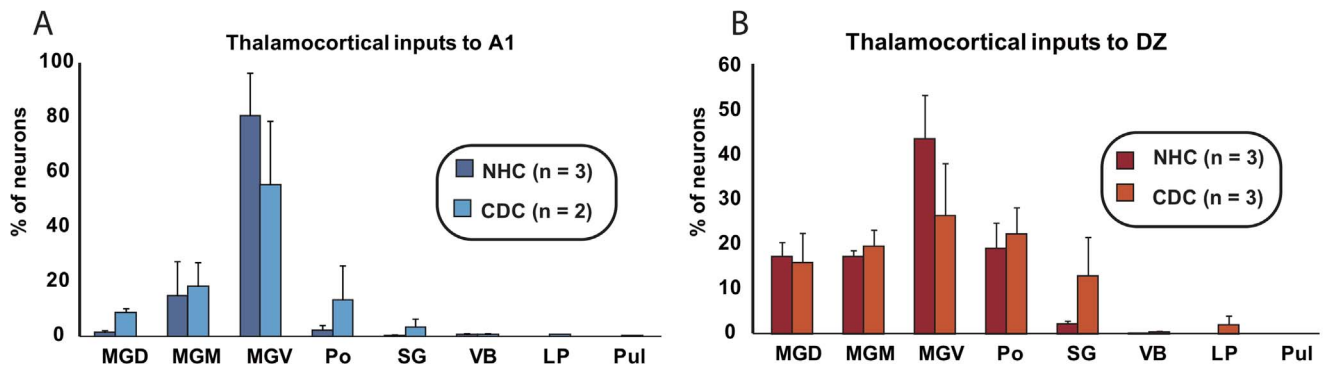 A
Thalamocortical inputs to A1
% of neurons
100
80
60
40
20
0
NHC (n = 3)
CDC (n = 2)
MGD MGM MGV Po SG VB LP Pul
B
Thalamocortical inputs to DZ
% of neurons
60
50
40
30
20
10
0
NHC (n = 3)
CDC (n = 3)
MGD MGM MGV Po SG VB LP Pul